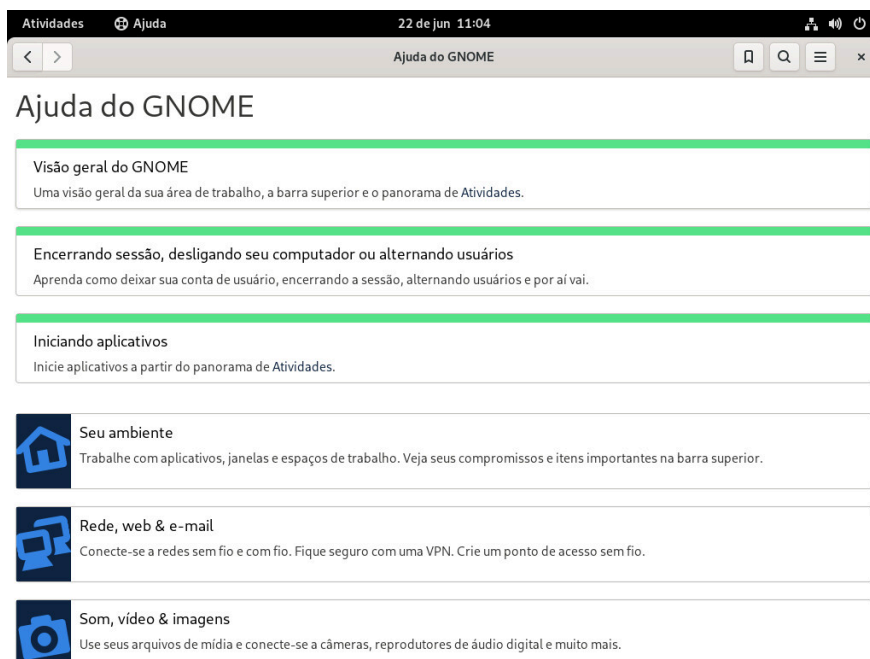 Atividades Ajuda 22 de jun 11:04
Ajuda do GNOME
Ajuda do GNOME
Visão geral do GNOME
Uma visão geral da sua área de trabalho, a barra superior e o panorama de Atividades.
Encerrando sessão, desligando seu computador ou alternando usuários
Aprenda como deixar sua conta de usuário, encerrando a sessão, alternando usuários e por aí vai.
Iniciando aplicativos
Inicie aplicativos a partir do panorama de Atividades.
Seu ambiente
Trabalhe com aplicativos, janelas e espaços de trabalho. Veja seus compromissos e itens importantes na barra superior.
Rede, web & e-mail
Conecte-se a redes sem fio e com fio. Fique seguro com uma VPN. Crie um ponto de acesso sem fio.
Som, vídeo & imagens
Use seus arquivos de mídia e conecte-se a câmeras, reprodutores de áudio digital e muito mais.